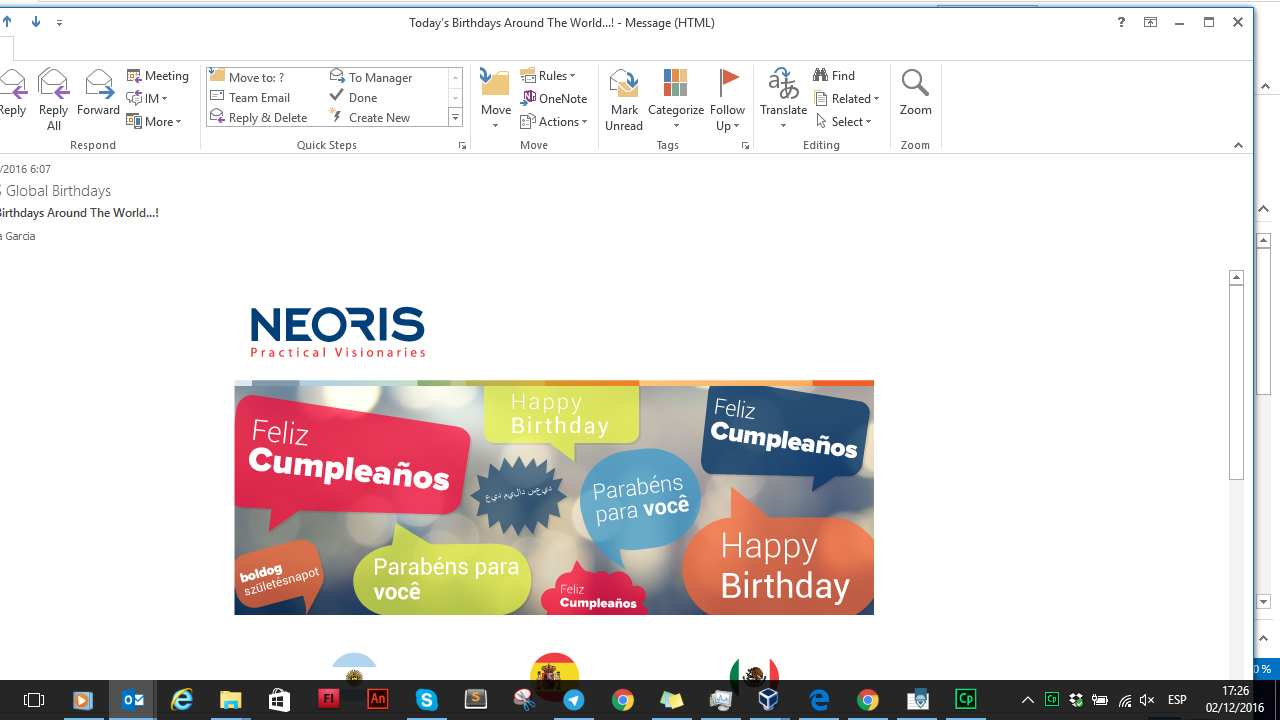 Today's Birthdays Around The World...! - Message (HTML)
?
Reply
Reply All
Forward
Meeting
IM
More
Respond
Move to: ?
To Manager
Team Email
Done
Reply & Delete
Create New
Quick Steps
Move
Rules
OneNote
Actions
Move
Mark Unread
Categorize
Follow Up
Tags
Translate
Find
Related
Select
Editing
Zoom
Zoom
/2016 6:07
S Global Birthdays
Birthdays Around The World...!
a Garcia
NEORIS
Practical Visionaries
Feliz
Cumpleaños
Happy
Birthday
Feliz
Cumpleaños
Parabéns
para você
boldog
születésnapot
Parabéns para
você
Feliz
Cumpleaños
Happy
Birthday
0 %
Fl
An
S
Cp
Cp
ESP
17:26
02/12/2016